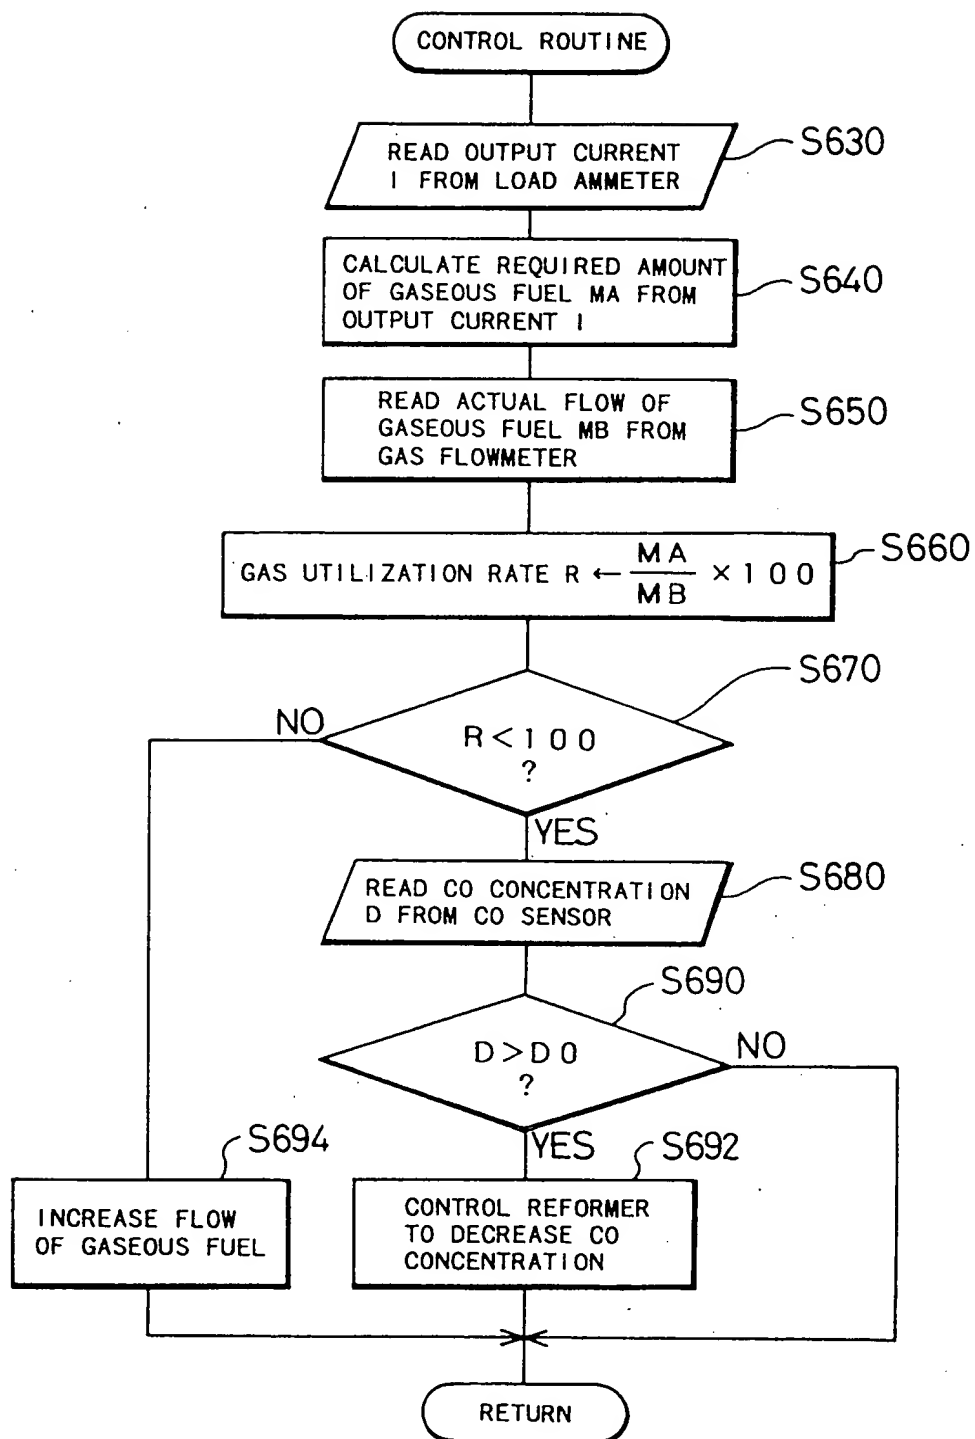 CONTROL ROUTINE
READ OUTPUT CURRENT
I FROM LOAD AMMETER
S630
CALCULATE REQUIRED AMOUNT
OF GASEOUS FUEL MA FROM
OUTPUT CURRENT I
S640
READ ACTUAL FLOW OF
GASEOUS FUEL MB FROM
GAS FLOWMETER
S650
GAS UTILIZATION RATE R ← MA/MB × 100
S660
R < 100
?
S670
NO
YES
READ CO CONCENTRATION
D FROM CO SENSOR
S680
D > D0
?
S690
NO
YES
S694
INCREASE FLOW
OF GASEOUS FUEL
S692
CONTROL REFORMER
TO DECREASE CO
CONCENTRATION
RETURN